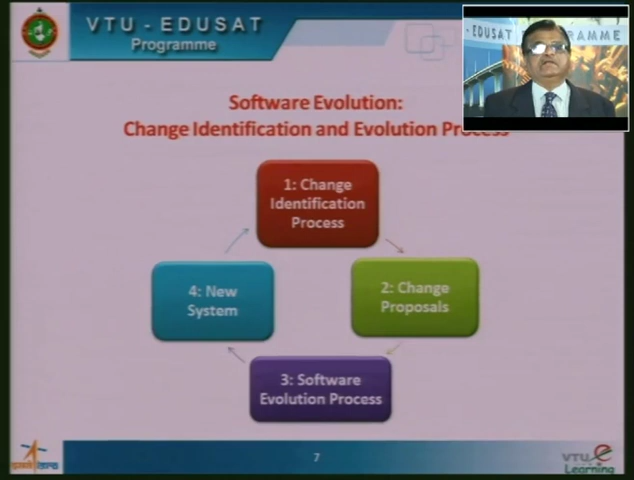 VTU - EDUSAT
Programme
- EDUSAT
PROGRAMME
Software Evolution:
Change Identification and Evolution Process
1: Change
Identification
Process
4: New
System
2: Change
Proposals
3: Software
Evolution Process
7
VTU
Learning